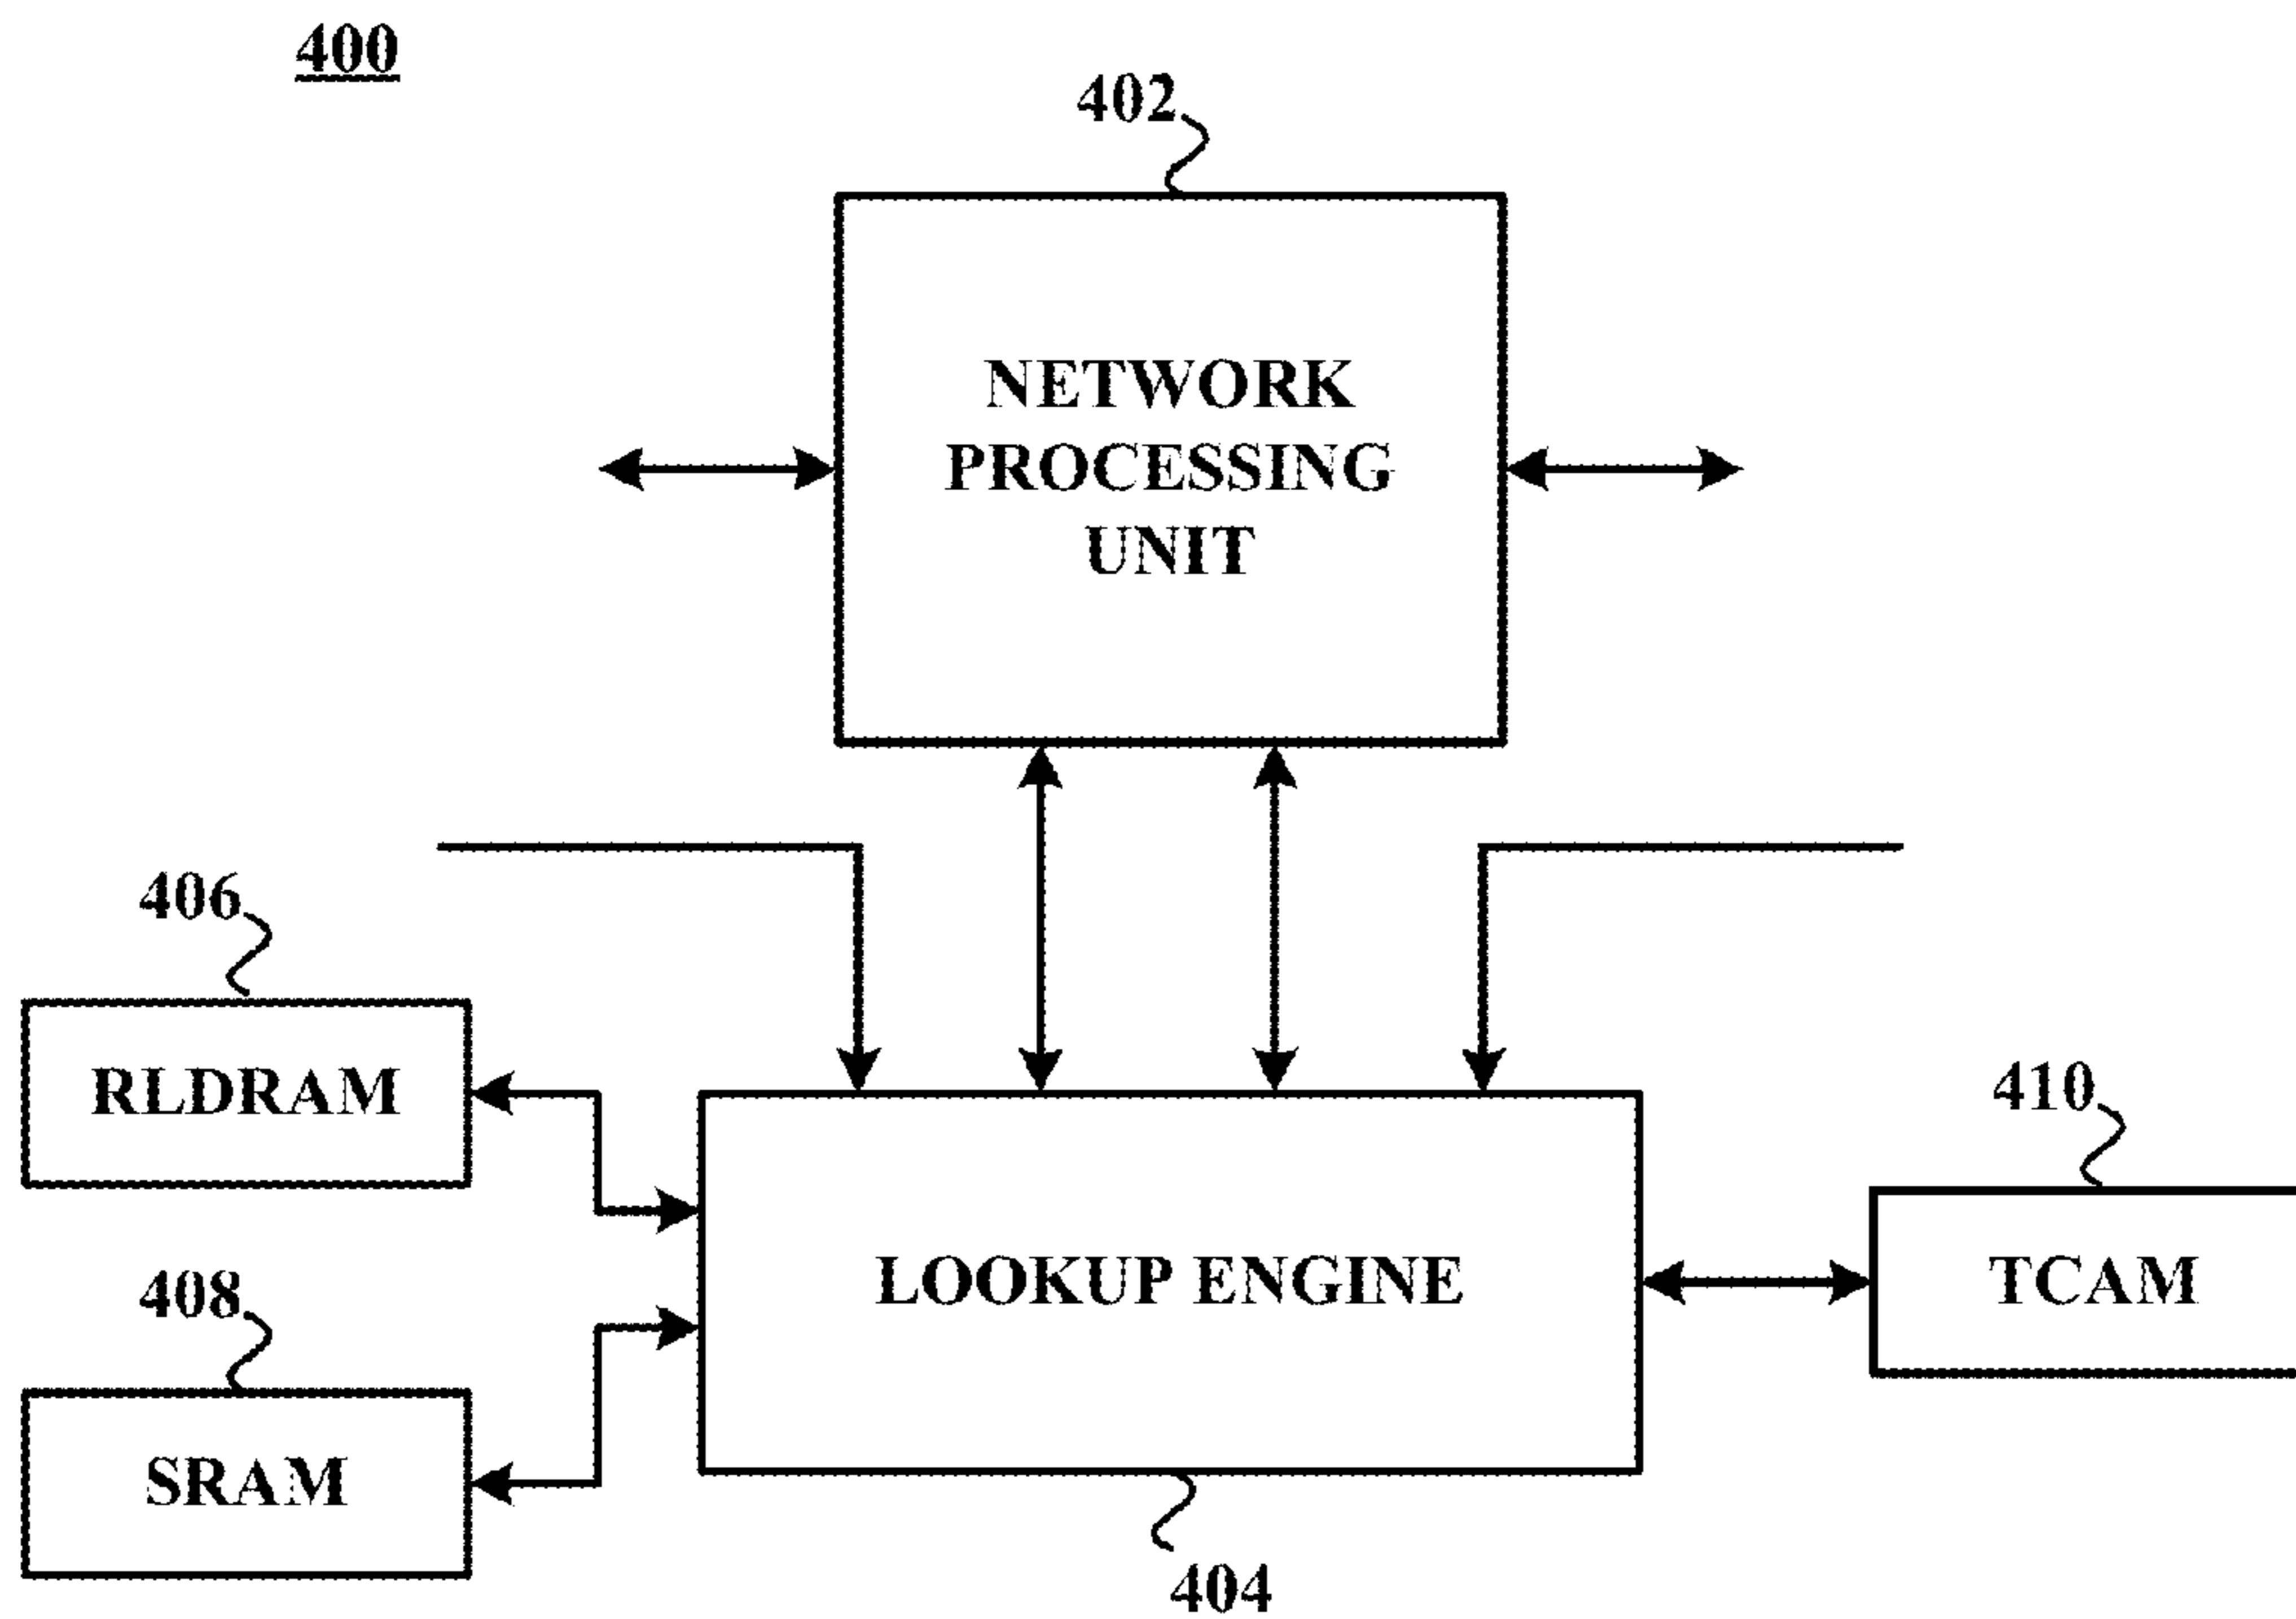 400
402
NETWORK
PROCESSING
UNIT
406
RLDRAM
410
408
LOOKUP ENGINE
TCAM
SRAM
404